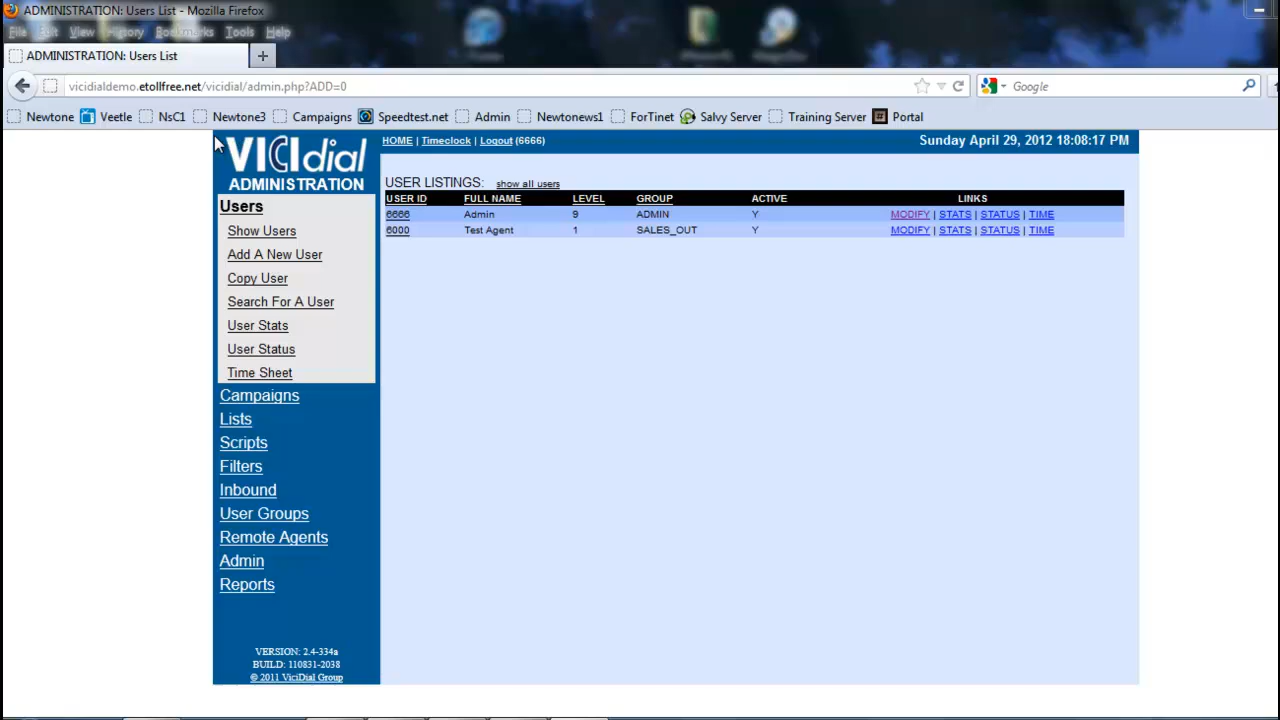 ADMINISTRATION: Users List - Mozilla Firefox
File Edit View History Bookmarks Tools Help
ADMINISTRATION: Users List +
vicidialdemo.etollfree.net/vicidial/admin.php?ADD=0 Google
Newtone Veetle NsC1 Newtone3 Campaigns Speedtest.net Admin Newtonews1 ForTinet Salvy Server Training Server Portal
VICIdial
ADMINISTRATION
HOME | Timeclock | Logout (6666) Sunday April 29, 2012 18:08:17 PM
Users
Show Users
Add A New User
Copy User
Search For A User
User Stats
User Status
Time Sheet
Campaigns
Lists
Scripts
Filters
Inbound
User Groups
Remote Agents
Admin
Reports
VERSION: 2.4-334a
BUILD: 110831-2038
© 2011 ViciDial Group
USER LISTINGS: show all users
USER ID FULL NAME LEVEL GROUP ACTIVE LINKS
6666 Admin 9 ADMIN Y MODIFY | STATS | STATUS | TIME
6000 Test Agent 1 SALES_OUT Y MODIFY | STATS | STATUS | TIME